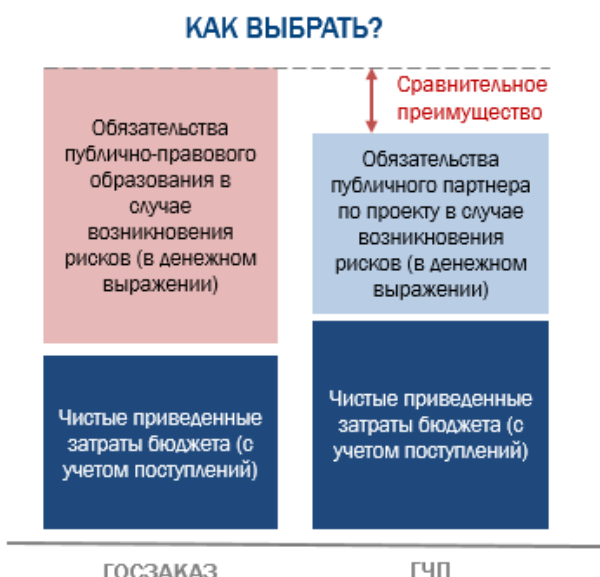 КАК ВЫБРАТЬ?
Сравнительное
преимущество
Обязательства
публично-правового
образования в
случае
возникновения
рисков (в денежном
выражении)
Обязательства
публичного партнера
по проекту в случае
возникновения
рисков (в денежном
выражении)
Чистые приведенные
затраты бюджета (с
учетом поступлений)
Чистые приведенные
затраты бюджета (с
учетом поступлений)
ГОСЗАКАЗ
ГЧП